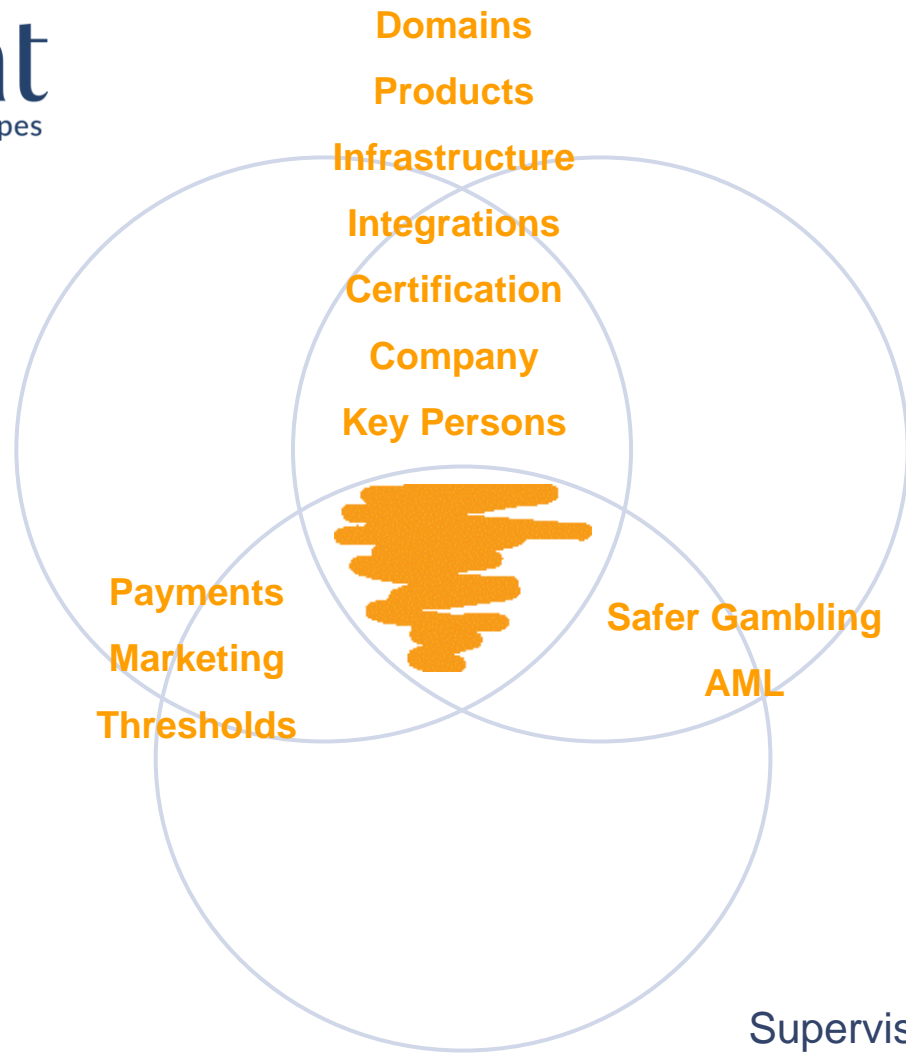 Domains
Products
Infrastructure
Integrations
Certification
Company
Key Persons
Payments
Marketing
Thresholds
Safer Gambling
AML